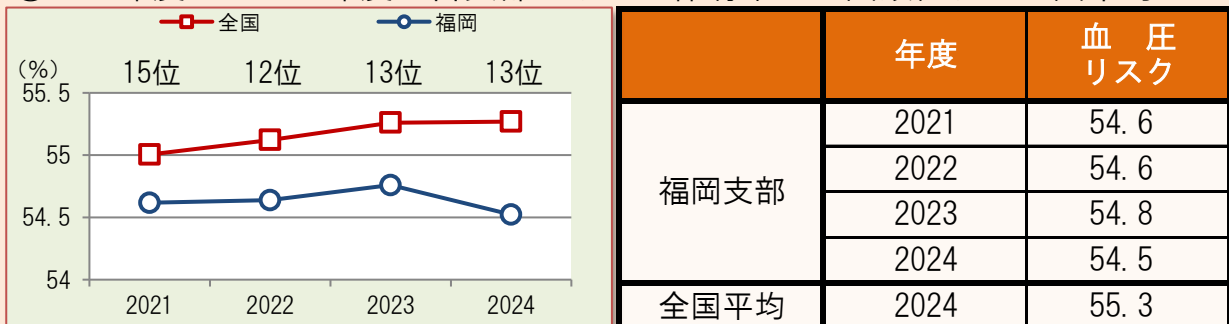 全国 福岡
(%) 15位 12位 13位 13位
55.5
55
54.5
54
2021 2022 2023 2024
年度 血 圧
リスク
福岡支部 2021 54.6
2022 54.6
2023 54.8
2024 54.5
全国平均 2024 55.3